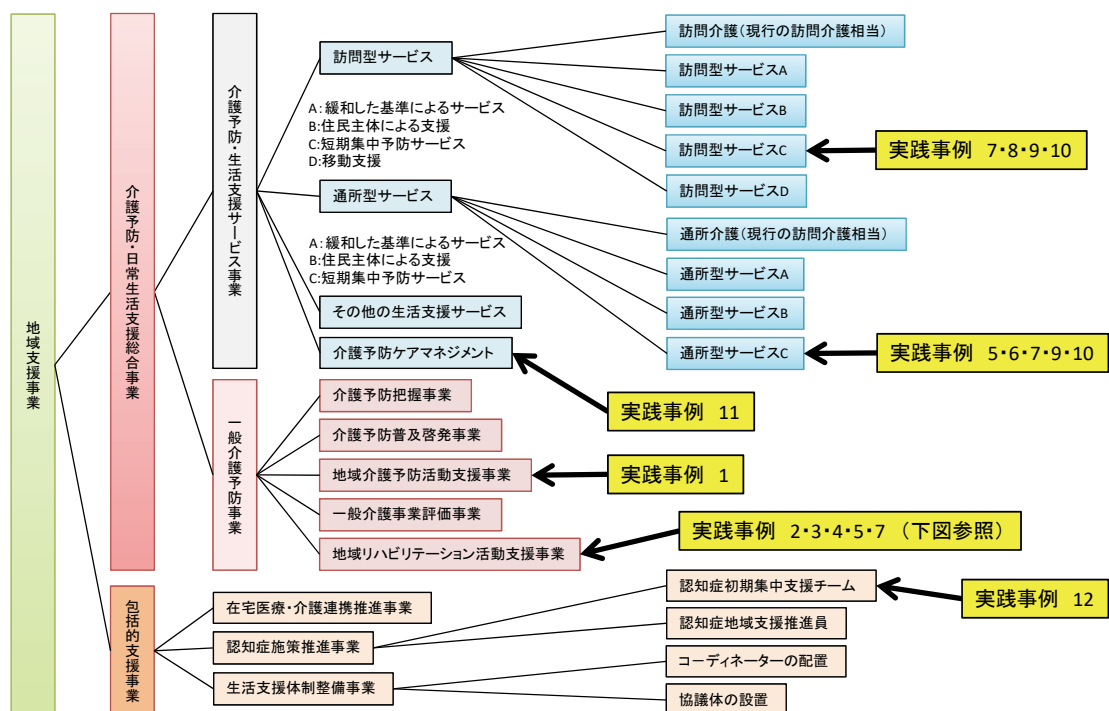 地域支援事業
介護予防・日常生活支援総合事業
介護予防・生活支援サービス事業
訪問型サービス
A:緩和した基準によるサービス
B:住民主体による支援
C:短期集中予防サービス
D:移動支援
訪問介護(現行の訪問介護相当)
訪問型サービスA
訪問型サービスB
訪問型サービスC
実践事例 7・8・9・10
訪問型サービスD
通所型サービス
A:緩和した基準によるサービス
B:住民主体による支援
C:短期集中予防サービス
通所介護(現行の訪問介護相当)
通所型サービスA
通所型サービスB
通所型サービスC
実践事例 5・6・7・9・10
その他の生活支援サービス
介護予防ケアマネジメント
実践事例 11
一般介護予防事業
介護予防把握事業
介護予防普及啓発事業
地域介護予防活動支援事業
実践事例 1
一般介護事業評価事業
地域リハビリテーション活動支援事業
実践事例 2・3・4・5・7 (下図参照)
包括的支援事業
在宅医療・介護連携推進事業
認知症施策推進事業
認知症初期集中支援チーム
実践事例 12
認知症地域支援推進員
生活支援体制整備事業
コーディネーターの配置
協議体の設置